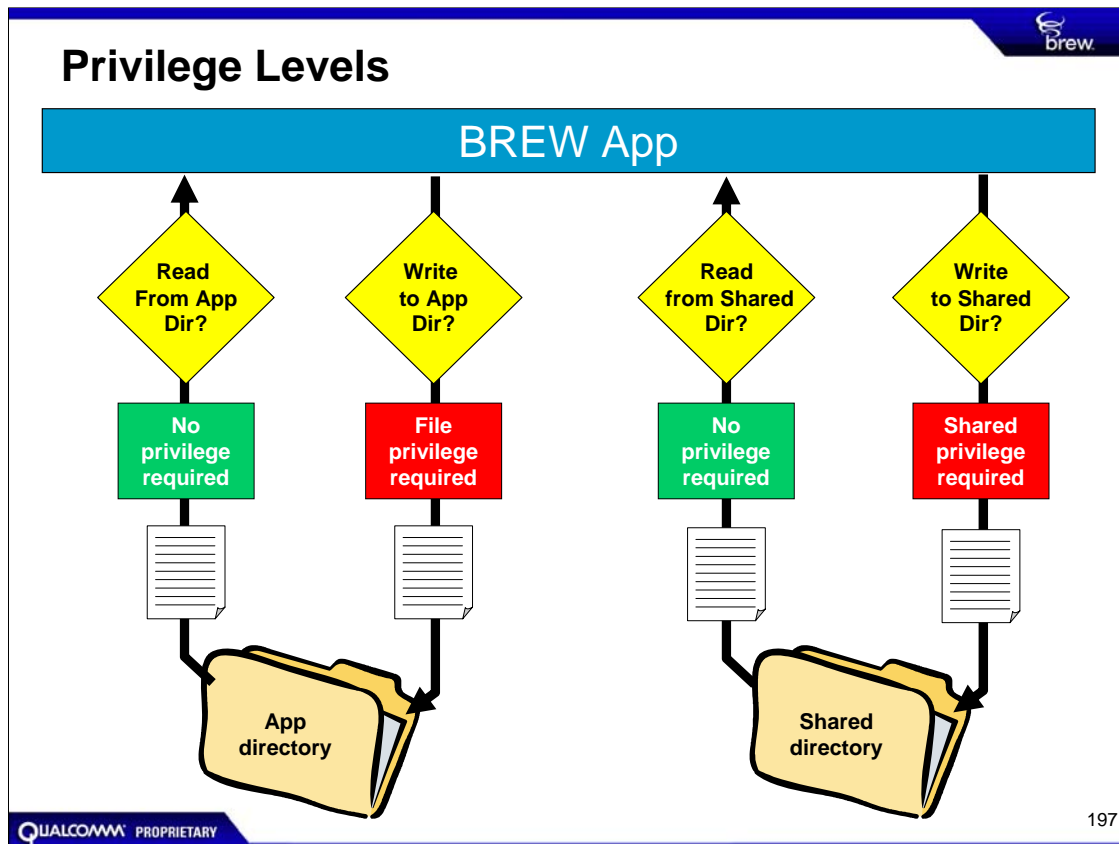 brew.
Privilege Levels
BREW App
Read
From App
Dir?
Write
to App
Dir?
Read
from Shared
Dir?
Write
to Shared
Dir?
No
privilege
required
File
privilege
required
No
privilege
required
Shared
privilege
required
App
directory
Shared
directory
QUALCOMM PROPRIETARY
197